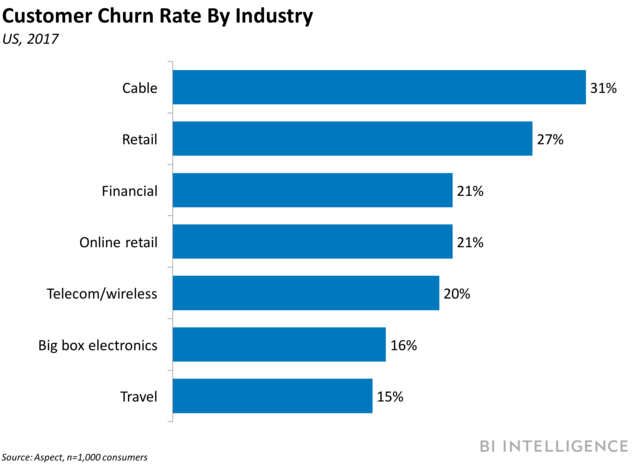 Customer Churn Rate By Industry
US, 2017
Cable 31%
Retail 27%
Financial 21%
Online retail 21%
Telecom/wireless 20%
Big box electronics 16%
Travel 15%
BI INTELLIGENCE
Source: Aspect, n=1,000 consumers